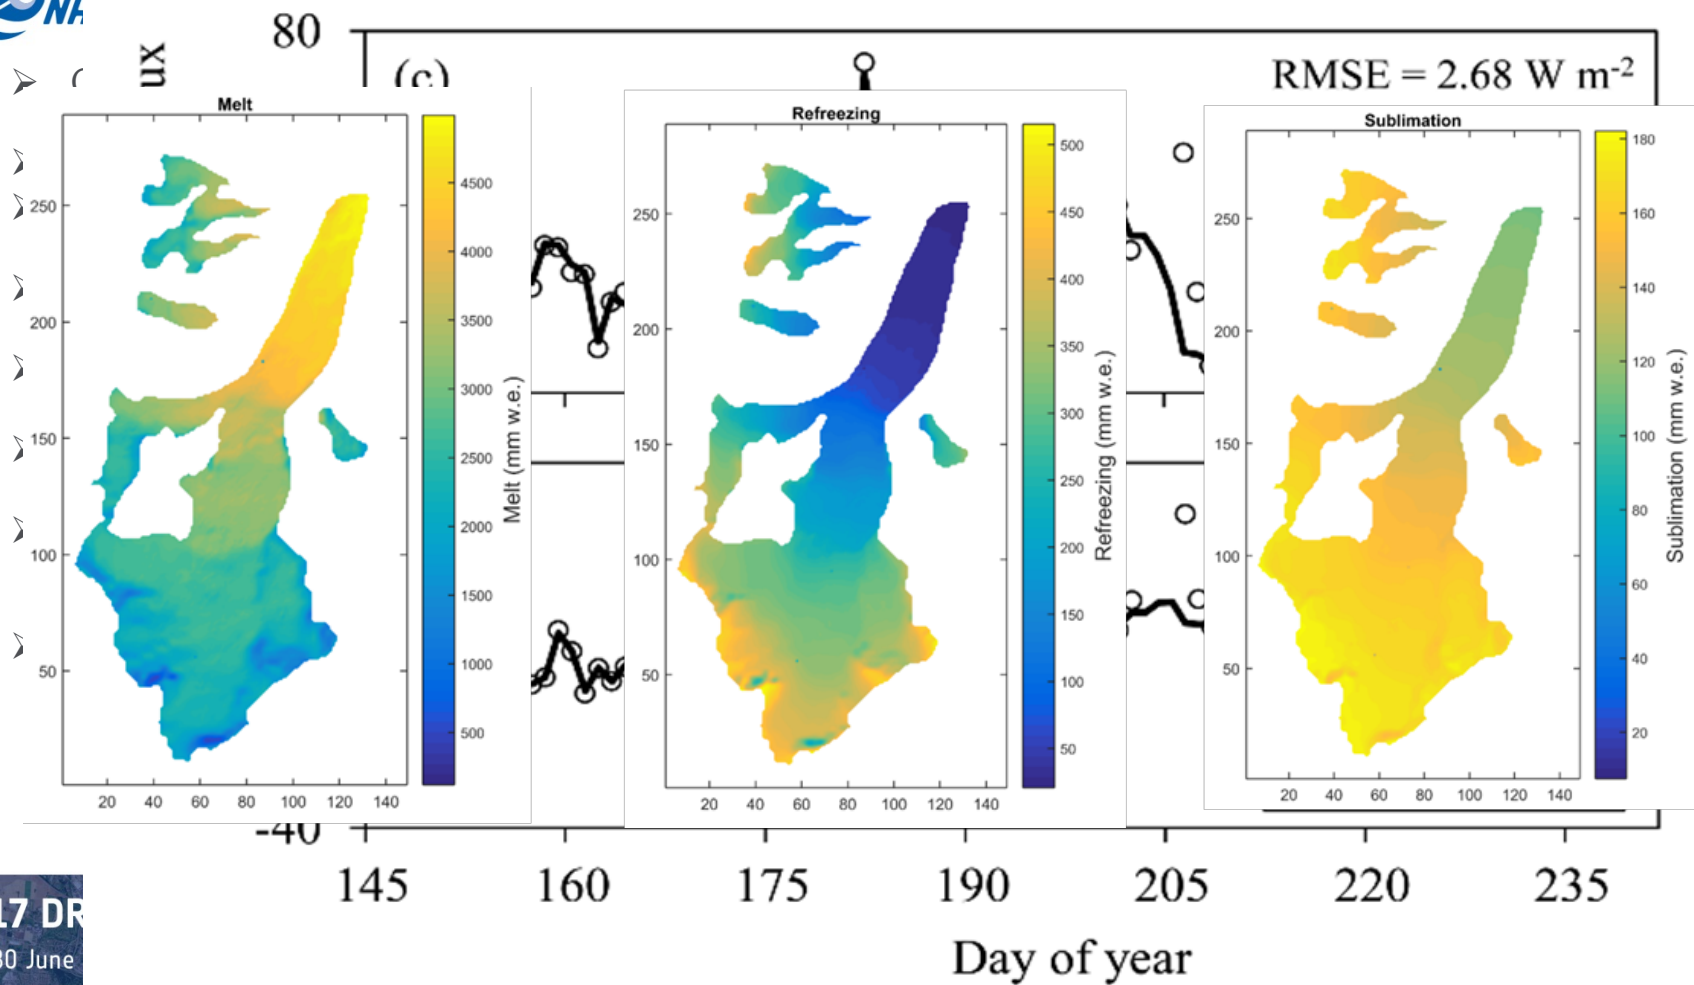 80
(c)
RMSE = 2.68 W m-2
ux
Melt
250
200
150
100
50
20 40 60 80 100 120 140
4500
4000
3500
3000
2500
2000
1500
1000
500
Melt (mm w.e.)
Refreezing
250
200
150
100
50
20 40 60 80 100 120 140
500
450
400
350
300
250
200
150
100
50
Refreezing (mm w.e.)
Sublimation
250
200
150
100
50
20 40 60 80 100 120 140
180
160
140
120
100
80
60
40
20
Sublimation (mm w.e.)
-40
145 160 175 190 205 220 235
Day of year
17 DR
30 June